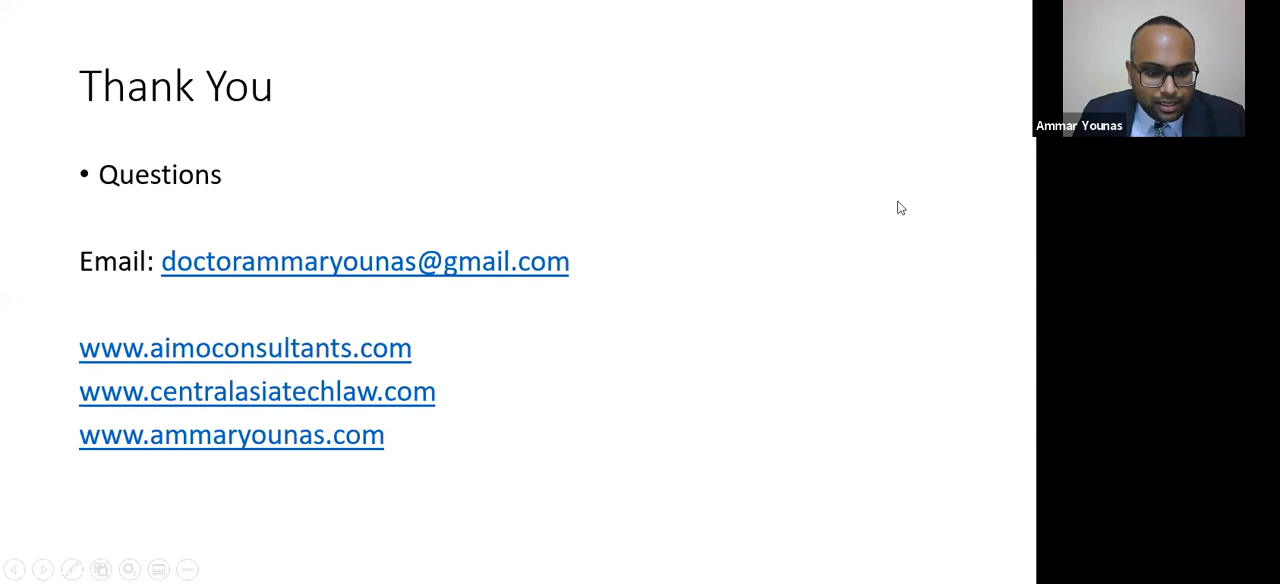 Thank You
• Questions
Email: doctorammaryounas@gmail.com
www.aimoconsultants.com
www.centralasiatechlaw.com
www.ammaryounas.com
Ammar Younas